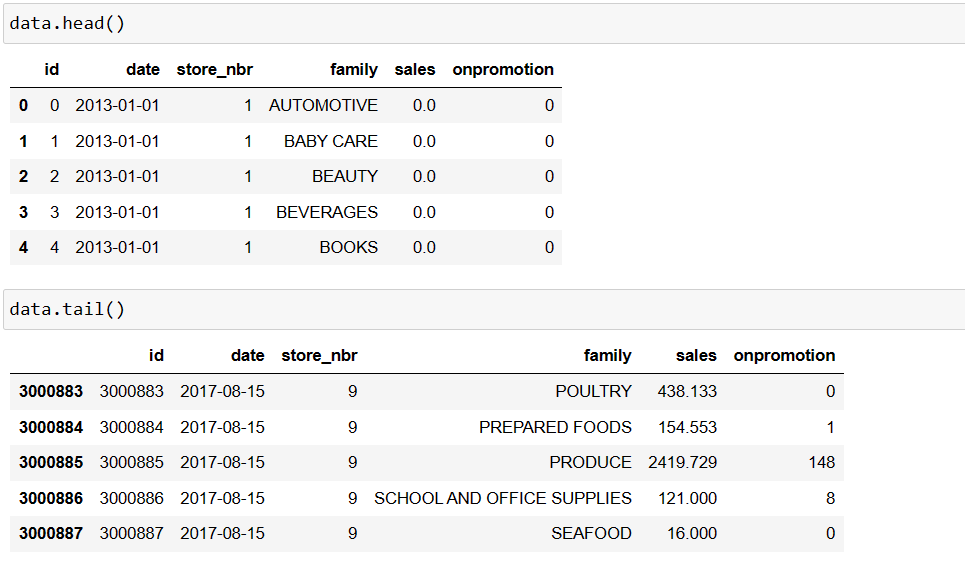 data.head()
id date store_nbr family sales onpromotion
0 0 2013-01-01 1 AUTOMOTIVE 0.0 0
1 1 2013-01-01 1 BABY CARE 0.0 0
2 2 2013-01-01 1 BEAUTY 0.0 0
3 3 2013-01-01 1 BEVERAGES 0.0 0
4 4 2013-01-01 1 BOOKS 0.0 0
data.tail()
id date store_nbr family sales onpromotion
3000883 3000883 2017-08-15 9 POULTRY 438.133 0
3000884 3000884 2017-08-15 9 PREPARED FOODS 154.553 1
3000885 3000885 2017-08-15 9 PRODUCE 2419.729 148
3000886 3000886 2017-08-15 9 SCHOOL AND OFFICE SUPPLIES 121.000 8
3000887 3000887 2017-08-15 9 SEAFOOD 16.000 0